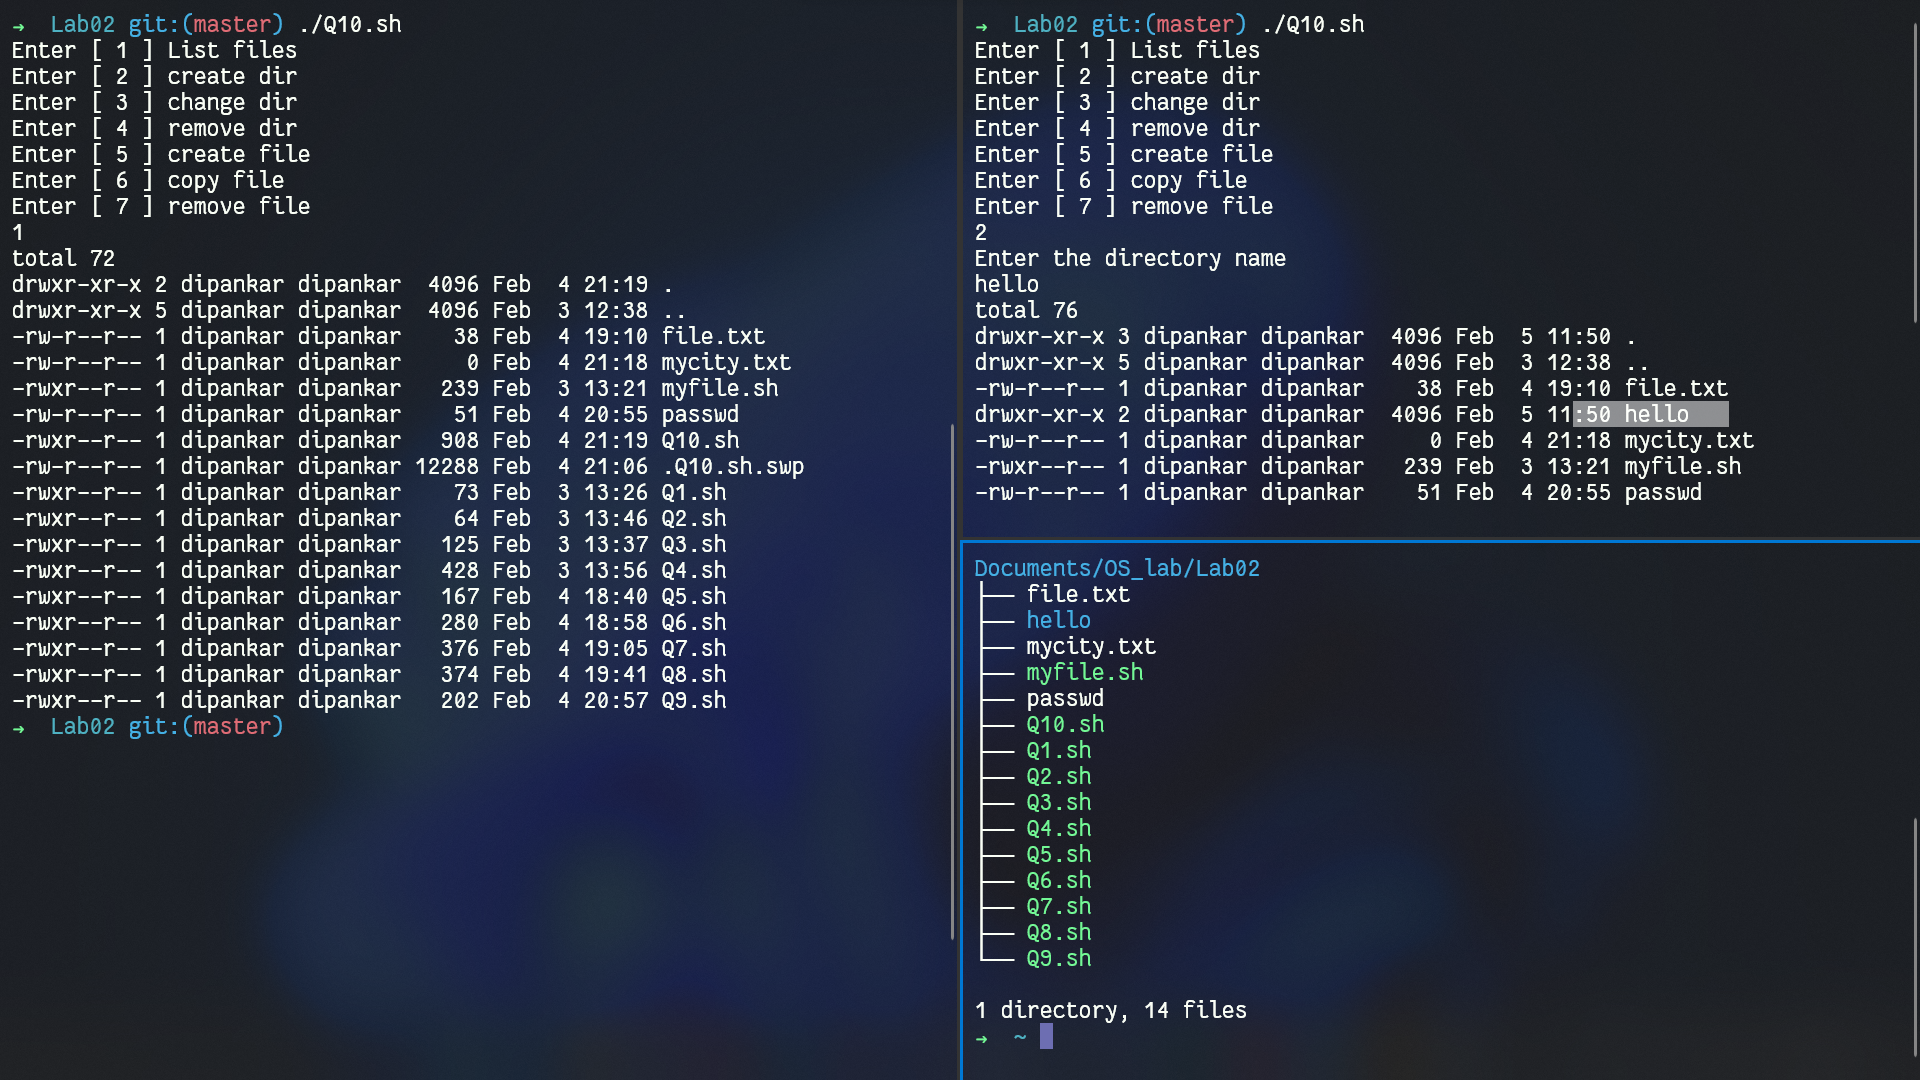 →  Lab02 git:(master) ./Q10.sh
Enter [ 1 ] List files
Enter [ 2 ] create dir
Enter [ 3 ] change dir
Enter [ 4 ] remove dir
Enter [ 5 ] create file
Enter [ 6 ] copy file
Enter [ 7 ] remove file
1
total 72
drwxr-xr-x 2 dipankar dipankar  4096 Feb  4 21:19 .
drwxr-xr-x 5 dipankar dipankar  4096 Feb  3 12:38 ..
-rw-r--r-- 1 dipankar dipankar    38 Feb  4 19:10 file.txt
-rw-r--r-- 1 dipankar dipankar     0 Feb  4 21:18 mycity.txt
-rwxr--r-- 1 dipankar dipankar   239 Feb  3 13:21 myfile.sh
-rw-r--r-- 1 dipankar dipankar    51 Feb  4 20:55 passwd
-rwxr--r-- 1 dipankar dipankar   908 Feb  4 21:19 Q10.sh
-rw-r--r-- 1 dipankar dipankar 12288 Feb  4 21:06 .Q10.sh.swp
-rwxr--r-- 1 dipankar dipankar    73 Feb  3 13:26 Q1.sh
-rwxr--r-- 1 dipankar dipankar    64 Feb  3 13:46 Q2.sh
-rwxr--r-- 1 dipankar dipankar   125 Feb  3 13:37 Q3.sh
-rwxr--r-- 1 dipankar dipankar   428 Feb  3 13:56 Q4.sh
-rwxr--r-- 1 dipankar dipankar   167 Feb  4 18:40 Q5.sh
-rwxr--r-- 1 dipankar dipankar   280 Feb  4 18:58 Q6.sh
-rwxr--r-- 1 dipankar dipankar   376 Feb  4 19:05 Q7.sh
-rwxr--r-- 1 dipankar dipankar   374 Feb  4 19:41 Q8.sh
-rwxr--r-- 1 dipankar dipankar   202 Feb  4 20:57 Q9.sh
→  Lab02 git:(master)
→  Lab02 git:(master) ./Q10.sh
Enter [ 1 ] List files
Enter [ 2 ] create dir
Enter [ 3 ] change dir
Enter [ 4 ] remove dir
Enter [ 5 ] create file
Enter [ 6 ] copy file
Enter [ 7 ] remove file
2
Enter the directory name
hello
total 76
drwxr-xr-x 3 dipankar dipankar  4096 Feb  5 11:50 .
drwxr-xr-x 5 dipankar dipankar  4096 Feb  3 12:38 ..
-rw-r--r-- 1 dipankar dipankar    38 Feb  4 19:10 file.txt
drwxr-xr-x 2 dipankar dipankar  4096 Feb  5 11:50 hello
-rw-r--r-- 1 dipankar dipankar     0 Feb  4 21:18 mycity.txt
-rwxr--r-- 1 dipankar dipankar   239 Feb  3 13:21 myfile.sh
-rw-r--r-- 1 dipankar dipankar    51 Feb  4 20:55 passwd
Documents/OS_lab/Lab02
├── file.txt
├── hello
├── mycity.txt
├── myfile.sh
├── passwd
├── Q10.sh
├── Q1.sh
├── Q2.sh
├── Q3.sh
├── Q4.sh
├── Q5.sh
├── Q6.sh
├── Q7.sh
├── Q8.sh
└── Q9.sh
1 directory, 14 files
→  ~